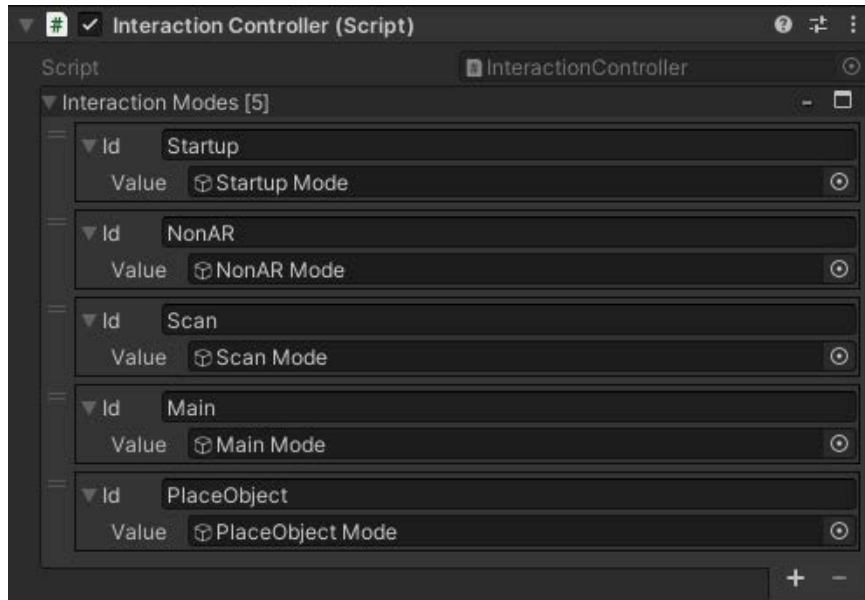 Interaction Controller (Script)
Script InteractionController
Interaction Modes [5]
Id Startup
Value Startup Mode
Id NonAR
Value NonAR Mode
Id Scan
Value Scan Mode
Id Main
Value Main Mode
Id PlaceObject
Value PlaceObject Mode